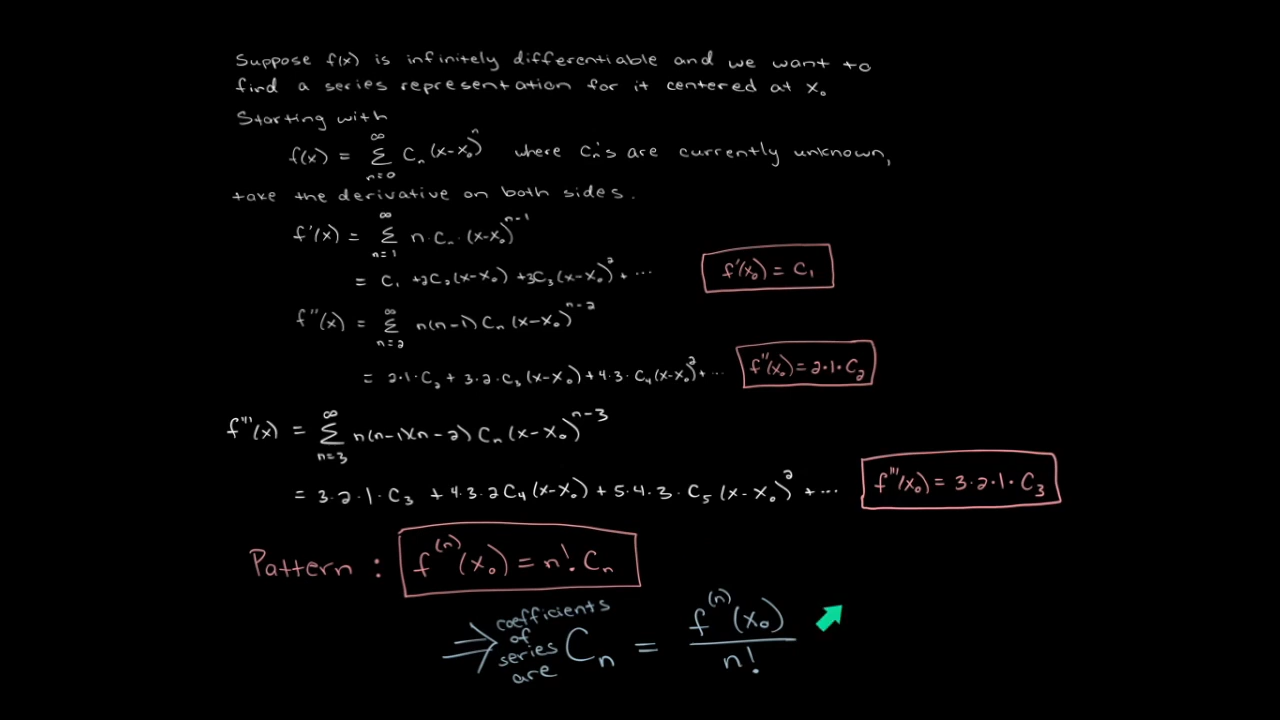 Suppose f(x) is infinitely differentiable and we want to
find a series representation for it centered at x₀
Starting with
f(x) = ∞ Σ n=0 Cₙ (x-x₀)ⁿ where Cₙ's are currently unknown,
take the derivative on both sides.
f'(x) = ∞ Σ n=1 n·Cₙ·(x-x₀)ⁿ⁻¹
= C₁ +2C₂(x-x₀) +3C₃(x-x₀)² + ... f'(x₀) = C₁
f''(x) = ∞ Σ n=2 n(n-1) Cₙ (x-x₀)ⁿ⁻²
= 2·1·C₂ + 3·2·C₃ (x-x₀) + 4·3·C₄(x-x₀)² + ... f''(x₀) = 2·1·C₂
f'''(x) = ∞ Σ n=3 n(n-1)(n-2) Cₙ (x-x₀)ⁿ⁻³
= 3·2·1·C₃ + 4·3·2C₄(x-x₀) + 5·4·3·C₅ (x-x₀)² + ... f'''(x₀) = 3·2·1·C₃
Pattern : f⁽ⁿ⁾(x₀) = n! Cₙ
⇒ coefficients of series are Cₙ = f⁽ⁿ⁾(x₀) / n!